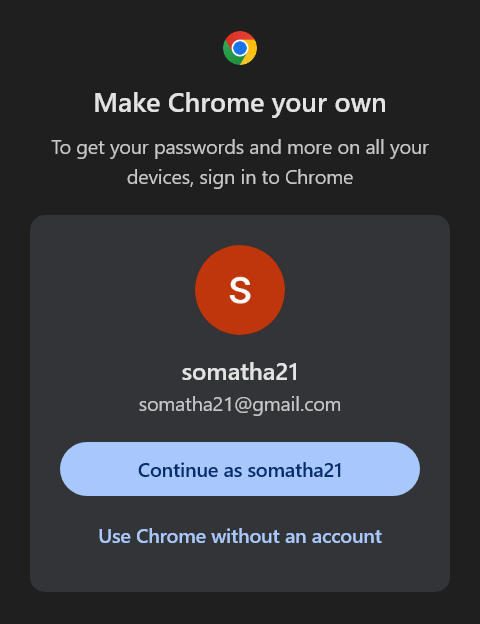 Make Chrome your own
To get your passwords and more on all your
devices, sign in to Chrome
S
somatha21
somatha21@gmail.com
Continue as somatha21
Use Chrome without an account